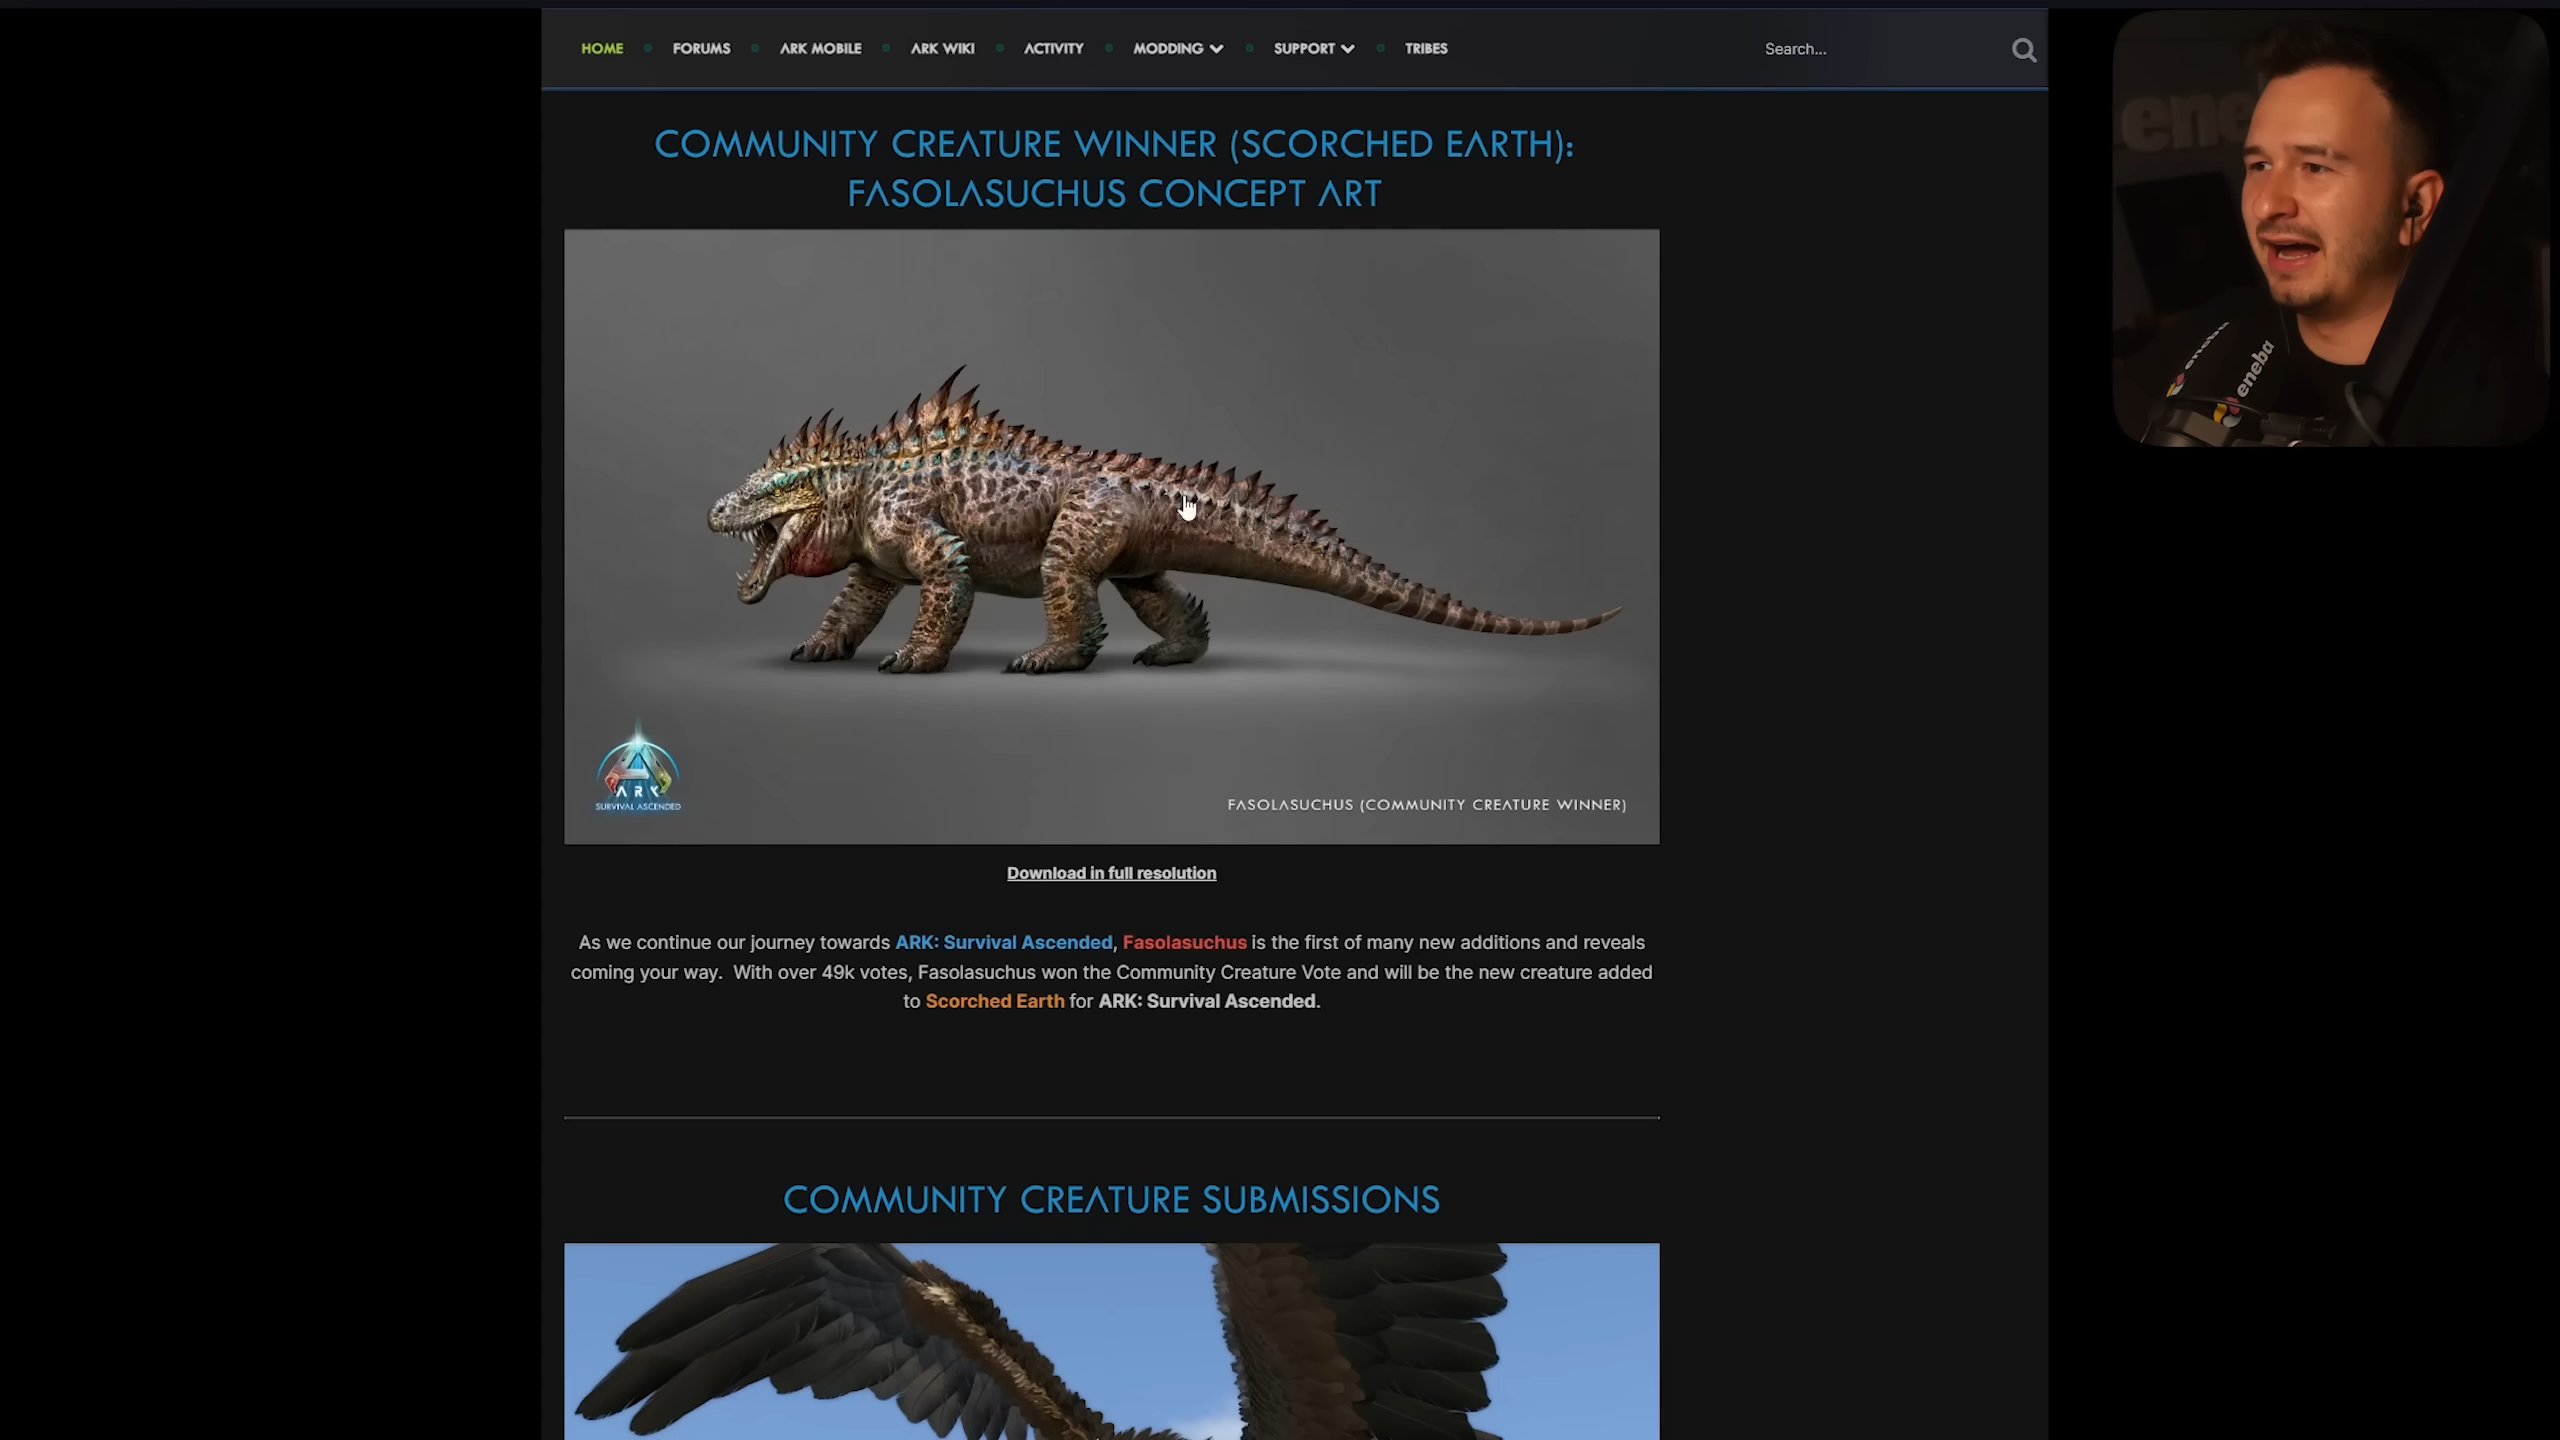 HOME
FORUMS
ARK MOBILE
ARK WIKI
ACTIVITY
MODDING
SUPPORT
TRIBES
Search...
COMMUNITY CREATURE WINNER (SCORCHED EARTH):
FASOLASUCHUS CONCEPT ART
ARK
SURVIVAL ASCENDED
FASOLASUCHUS (COMMUNITY CREATURE WINNER)
Download in full resolution
As we continue our journey towards ARK: Survival Ascended, Fasolasuchus is the first of many new additions and reveals
coming your way. With over 49k votes, Fasolasuchus won the Community Creature Vote and will be the new creature added
to Scorched Earth for ARK: Survival Ascended.
COMMUNITY CREATURE SUBMISSIONS
ene
eneba
eneba